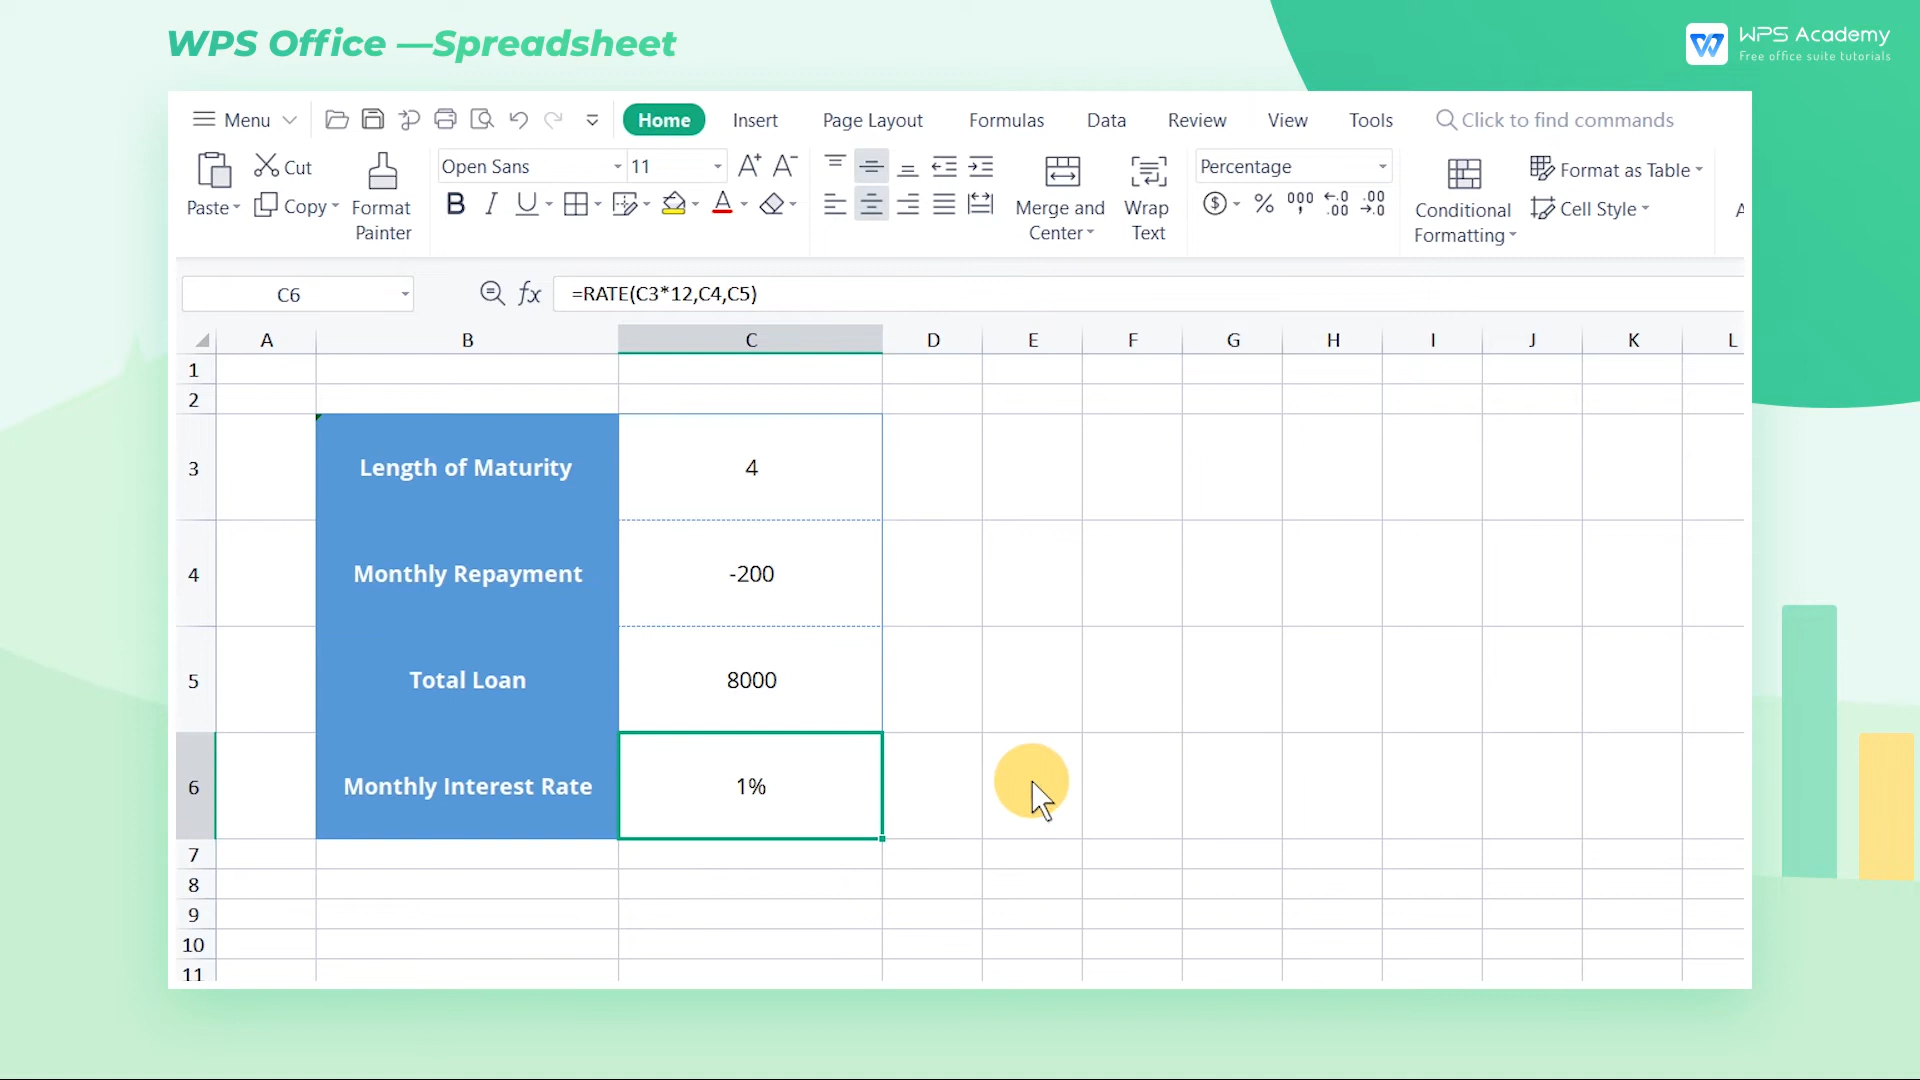 WPS Office —Spreadsheet
WPS Academy
Free office suite tutorials
Menu Home Insert Page Layout Formulas Data Review View Tools Click to find commands
Paste Cut Copy Format Painter
Open Sans 11 A+ A-
B I U A
Merge and Center
Wrap Text
Percentage
$ % 000 .00 .00
Conditional Formatting
Format as Table
Cell Style
A
C6 fx =RATE(C3*12,C4,C5)
A B C D E F G H I J K L
1
2
3 Length of Maturity 4
4 Monthly Repayment -200
5 Total Loan 8000
6 Monthly Interest Rate 1%
7
8
9
10
11